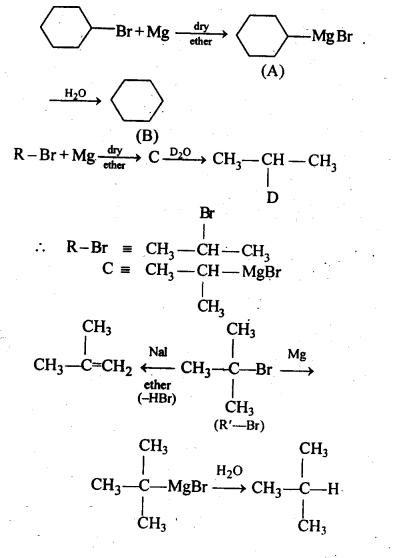 Br + Mg dry ether → MgBr
(A)
H₂O →
(B)
R – Br + Mg dry ether → C D₂O → CH₃ — CH — CH₃
D
Br
∴ R–Br ≡ CH₃ — CH — CH₃
C ≡ CH₃ — CH — MgBr
CH₃
CH₃ CH₃ CH₃
CH₃—C=CH₂ ← NaI ether (–HBr) CH₃—C—Br Mg →
CH₃
(R′—Br)
CH₃ CH₃
CH₃—C—MgBr H₂O → CH₃—C—H
CH₃ CH₃